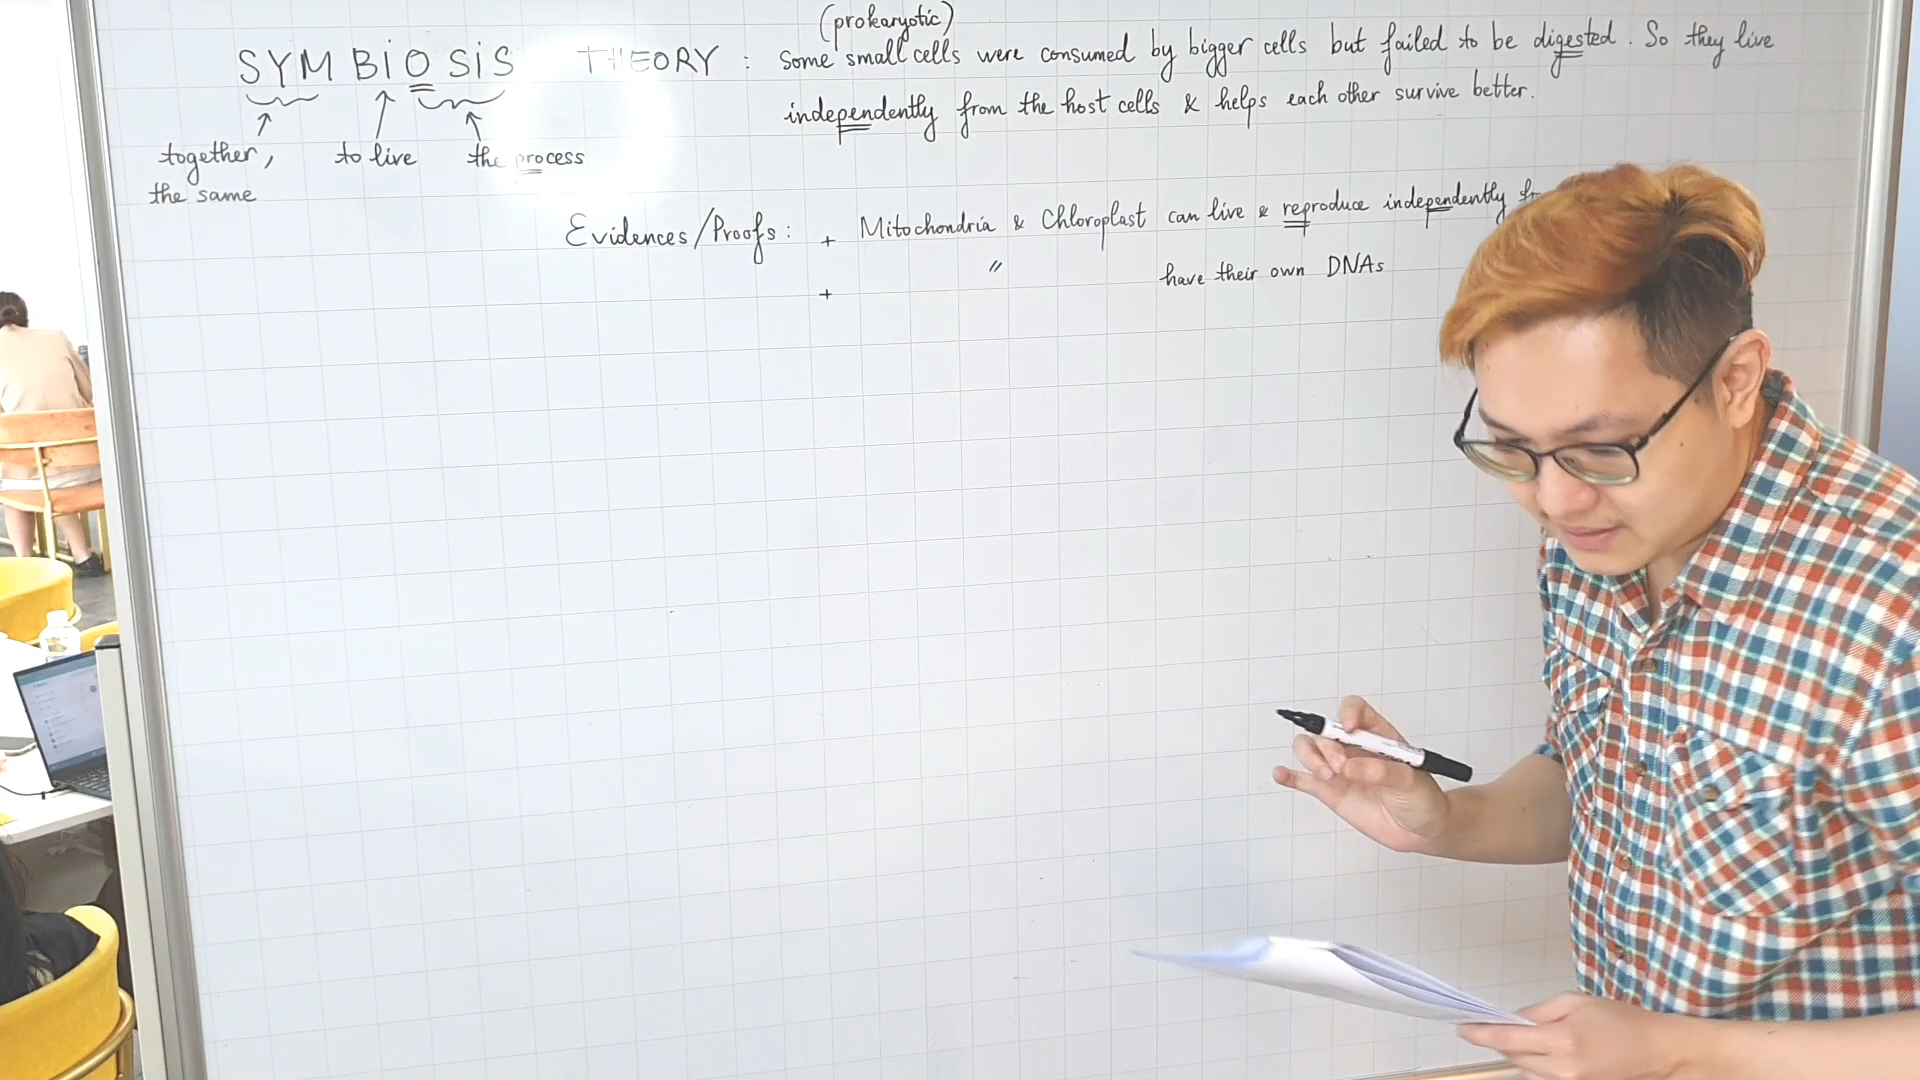 (prokaryotic)
SYMBiOSiS THEORY : Some small cells were consumed by bigger cells but failed to be digested. So they live
independently from the host cells & helps each other survive better.
together, to live the process
the same
Evidences/Proofs: + Mitochondria & Chloroplast can live & reproduce independently
+ " have their own DNAs